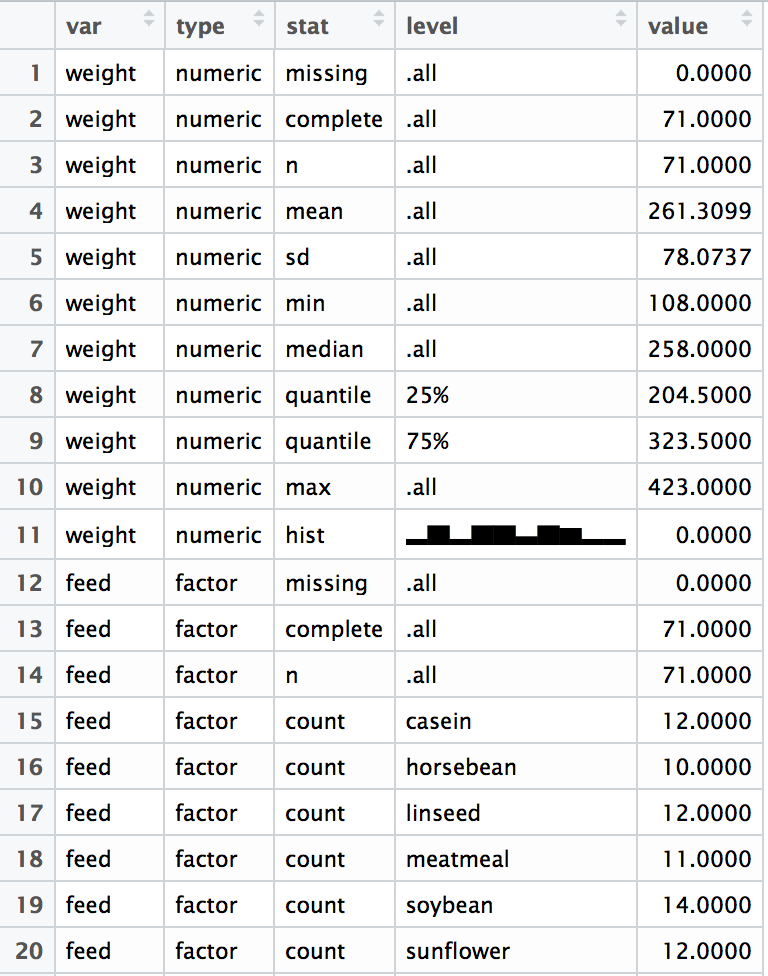 var type stat level value
1 weight numeric missing .all 0.0000
2 weight numeric complete .all 71.0000
3 weight numeric n .all 71.0000
4 weight numeric mean .all 261.3099
5 weight numeric sd .all 78.0737
6 weight numeric min .all 108.0000
7 weight numeric median .all 258.0000
8 weight numeric quantile 25% 204.5000
9 weight numeric quantile 75% 323.5000
10 weight numeric max .all 423.0000
11 weight numeric hist 0.0000
12 feed factor missing .all 0.0000
13 feed factor complete .all 71.0000
14 feed factor n .all 71.0000
15 feed factor count casein 12.0000
16 feed factor count horsebean 10.0000
17 feed factor count linseed 12.0000
18 feed factor count meatmeal 11.0000
19 feed factor count soybean 14.0000
20 feed factor count sunflower 12.0000